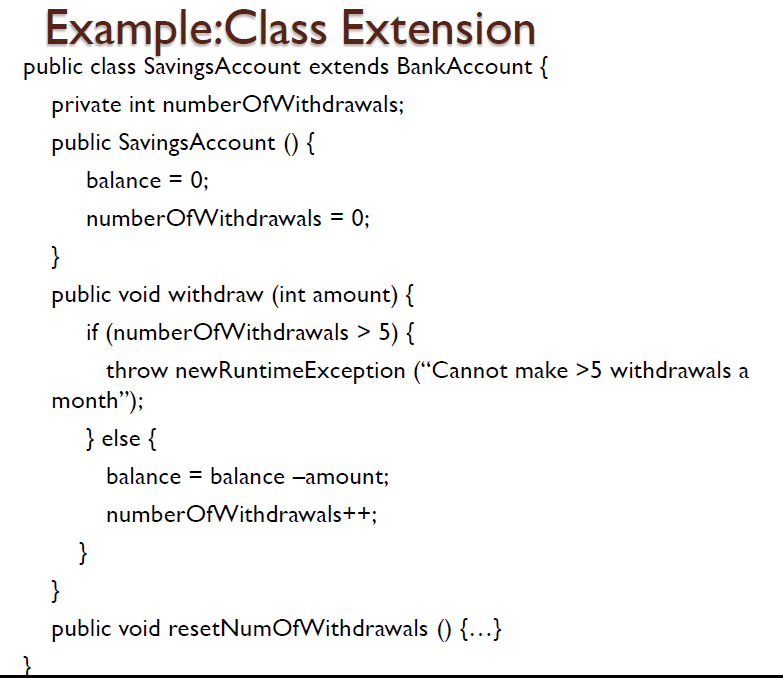 Example:Class Extension
public class SavingsAccount extends BankAccount {
private int numberOfWithdrawals;
public SavingsAccount () {
balance = 0;
numberOfWithdrawals = 0;
}
public void withdraw (int amount) {
if (numberOfWithdrawals > 5) {
throw newRuntimeException (“Cannot make >5 withdrawals a
month”);
} else {
balance = balance –amount;
numberOfWithdrawals++;
}
}
public void resetNumOfWithdrawals () {…}
}